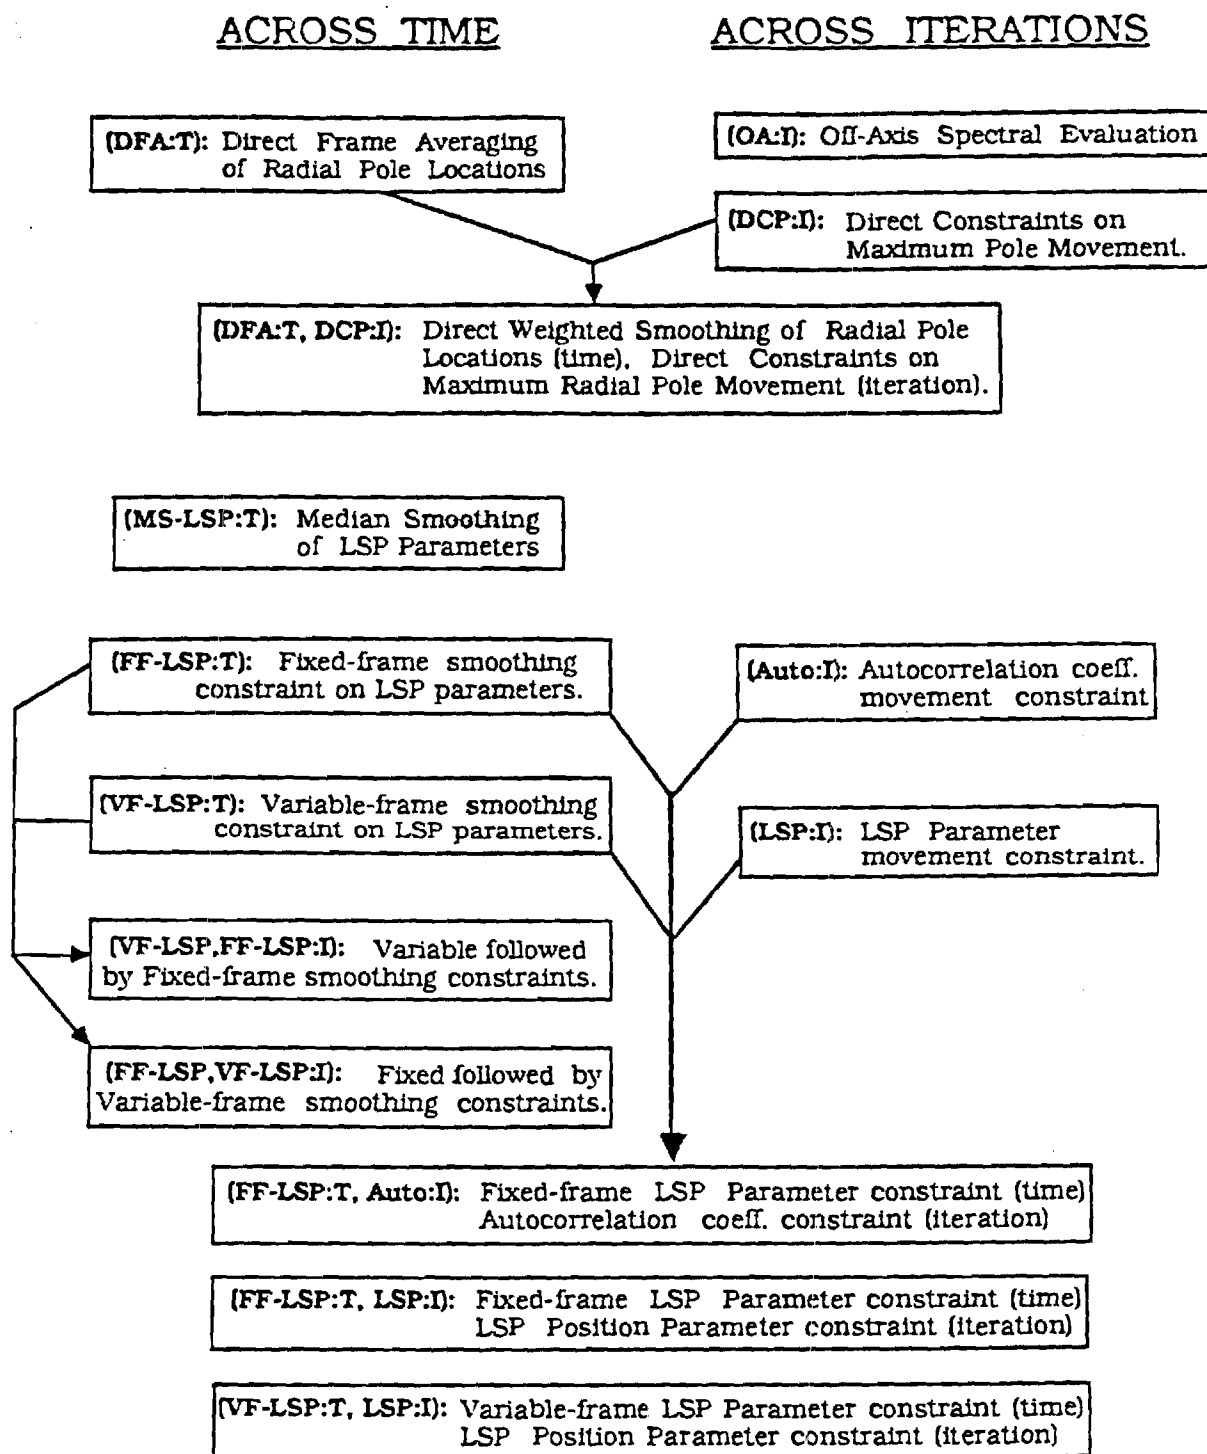 ACROSS TIME
ACROSS ITERATIONS
(DFA:T): Direct Frame Averaging
of Radial Pole Locations
(OA:I): Off-Axis Spectral Evaluation
(DCP:I): Direct Constraints on
Maximum Pole Movement.
(DFA:T, DCP:I): Direct Weighted Smoothing of Radial Pole
Locations (time), Direct Constraints on
Maximum Radial Pole Movement (iteration).
(MS-LSP:T): Median Smoothing
of LSP Parameters
(FF-LSP:T): Fixed-frame smoothing
constraint on LSP parameters.
(Auto:I): Autocorrelation coeff.
movement constraint
(VF-LSP:T): Variable-frame smoothing
constraint on LSP parameters.
(LSP:I): LSP Parameter
movement constraint.
(VF-LSP,FF-LSP:I): Variable followed
by Fixed-frame smoothing constraints.
(FF-LSP,VF-LSP:I): Fixed followed by
Variable-frame smoothing constraints.
(FF-LSP:T, Auto:I): Fixed-frame LSP Parameter constraint (time)
Autocorrelation coeff. constraint (iteration)
(FF-LSP:T, LSP:I): Fixed-frame LSP Parameter constraint (time)
LSP Position Parameter constraint (iteration)
(VF-LSP:T, LSP:I): Variable-frame LSP Parameter constraint (time)
LSP Position Parameter constraint (iteration)